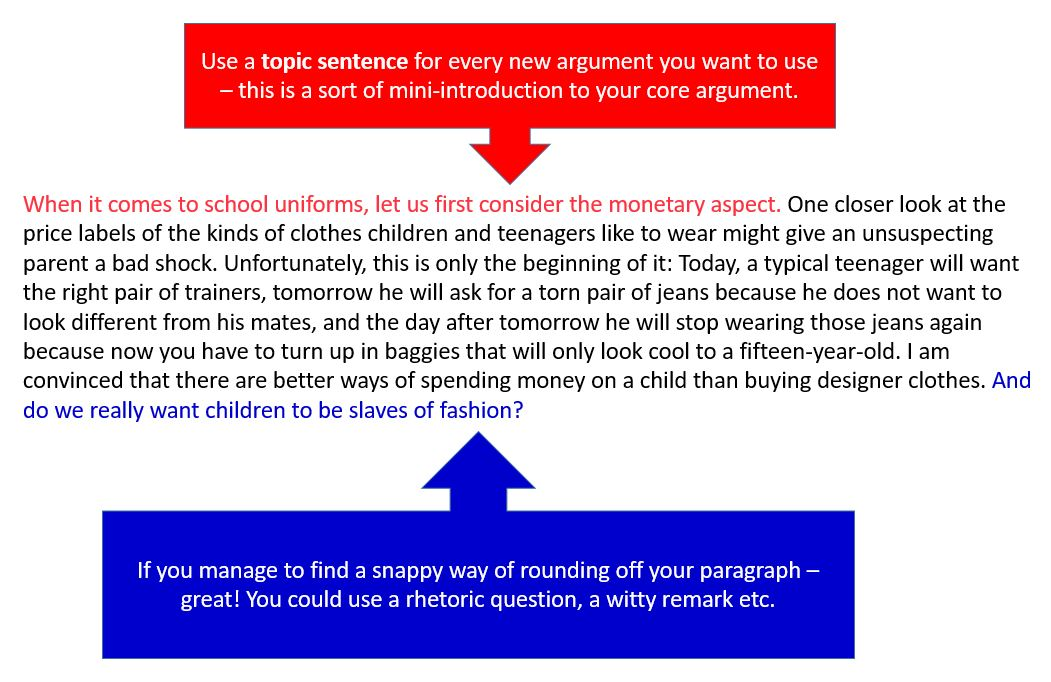 Use a topic sentence for every new argument you want to use
– this is a sort of mini-introduction to your core argument.
When it comes to school uniforms, let us first consider the monetary aspect. One closer look at the
price labels of the kinds of clothes children and teenagers like to wear might give an unsuspecting
parent a bad shock. Unfortunately, this is only the beginning of it: Today, a typical teenager will want
the right pair of trainers, tomorrow he will ask for a torn pair of jeans because he does not want to
look different from his mates, and the day after tomorrow he will stop wearing those jeans again
because now you have to turn up in baggies that will only look cool to a fifteen-year-old. I am
convinced that there are better ways of spending money on a child than buying designer clothes. And
do we really want children to be slaves of fashion?
If you manage to find a snappy way of rounding off your paragraph –
great! You could use a rhetoric question, a witty remark etc.